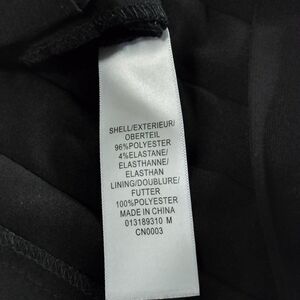 SHELL/EXTERIEUR/
OBERTEIL
96%POLYESTER
4%ELASTANE/
ELASTHANNE/
ELASTHAN
LINING/DOUBLURE/
FUTTER
100%POLYESTER
MADE IN CHINA
013189310 M
CN0003